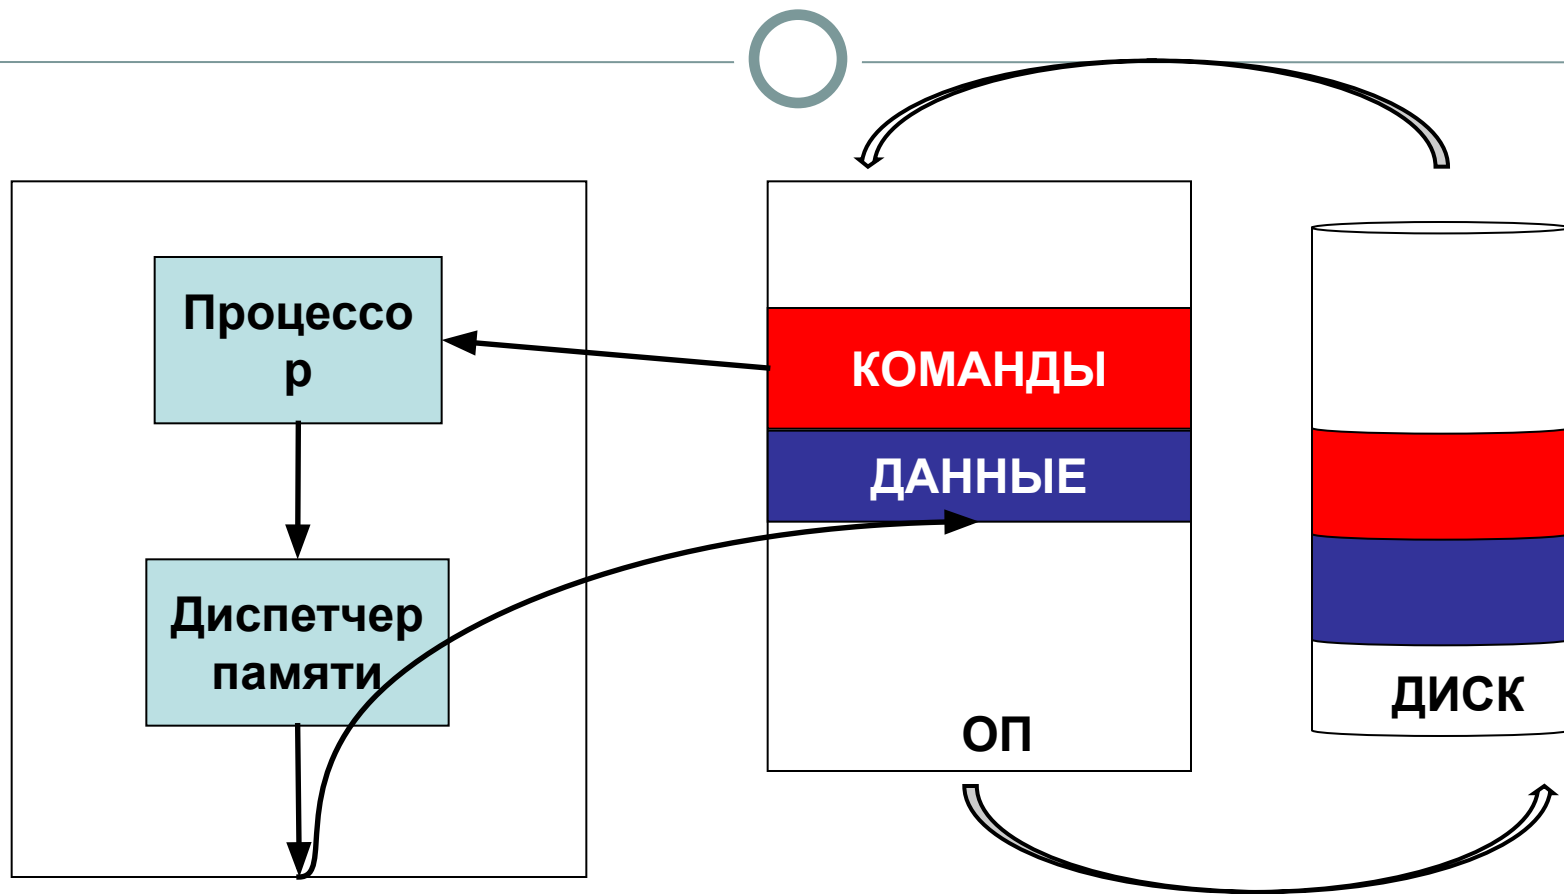 Процессо
р
КОМАНДЫ
ДАННЫЕ
Диспетчер
памяти
ОП
ДИСК